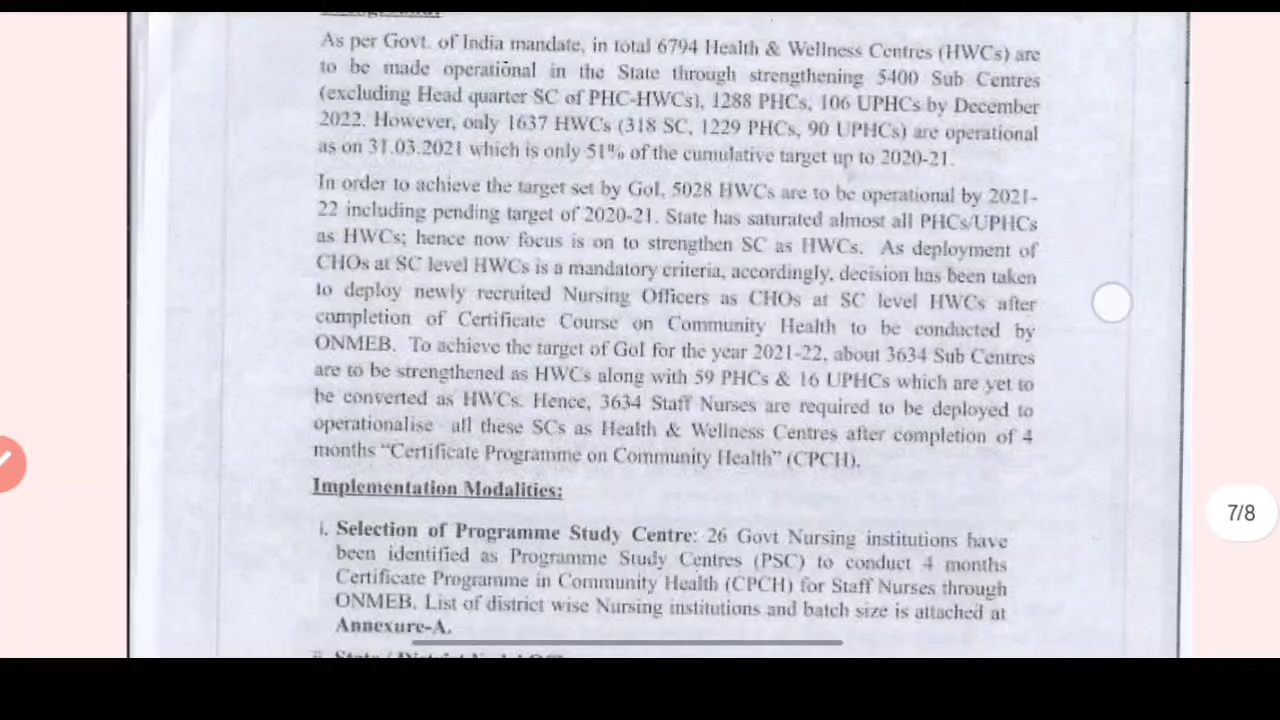 As per Govt. of India mandate, in total 6794 Health & Wellness Centres (HWCs) are
to be made operational in the State through strengthening 5400 Sub Centres
(excluding Head quarter SC of PHC-HWCs), 1288 PHCs, 106 UPHCs by December
2022. However, only 1637 HWCs (318 SC, 1229 PHCs, 90 UPHCs) are operational
as on 31.03.2021 which is only 51% of the cumulative target up to 2020-21.
In order to achieve the target set by GoI, 5028 HWCs are to be operational by 2021-
22 including pending target of 2020-21. State has saturated almost all PHCs/UPHCs
as HWCs; hence now focus is on to strengthen SC as HWCs. As deployment of
CHOs at SC level HWCs is a mandatory criteria, accordingly, decision has been taken
to deploy newly recruited Nursing Officers as CHOs at SC level HWCs after
completion of Certificate Course on Community Health to be conducted by
ONMEB. To achieve the target of GoI for the year 2021-22, about 3634 Sub Centres
are to be strengthened as HWCs along with 59 PHCs & 16 UPHCs which are yet to
be converted as HWCs. Hence, 3634 Staff Nurses are required to be deployed to
operationalise all these SCs as Health & Wellness Centres after completion of 4
months “Certificate Programme on Community Health” (CPCH).
Implementation Modalities:
i. Selection of Programme Study Centre: 26 Govt Nursing institutions have
been identified as Programme Study Centres (PSC) to conduct 4 months
Certificate Programme in Community Health (CPCH) for Staff Nurses through
ONMEB. List of district wise Nursing institutions and batch size is attached at
Annexure-A.
7/8